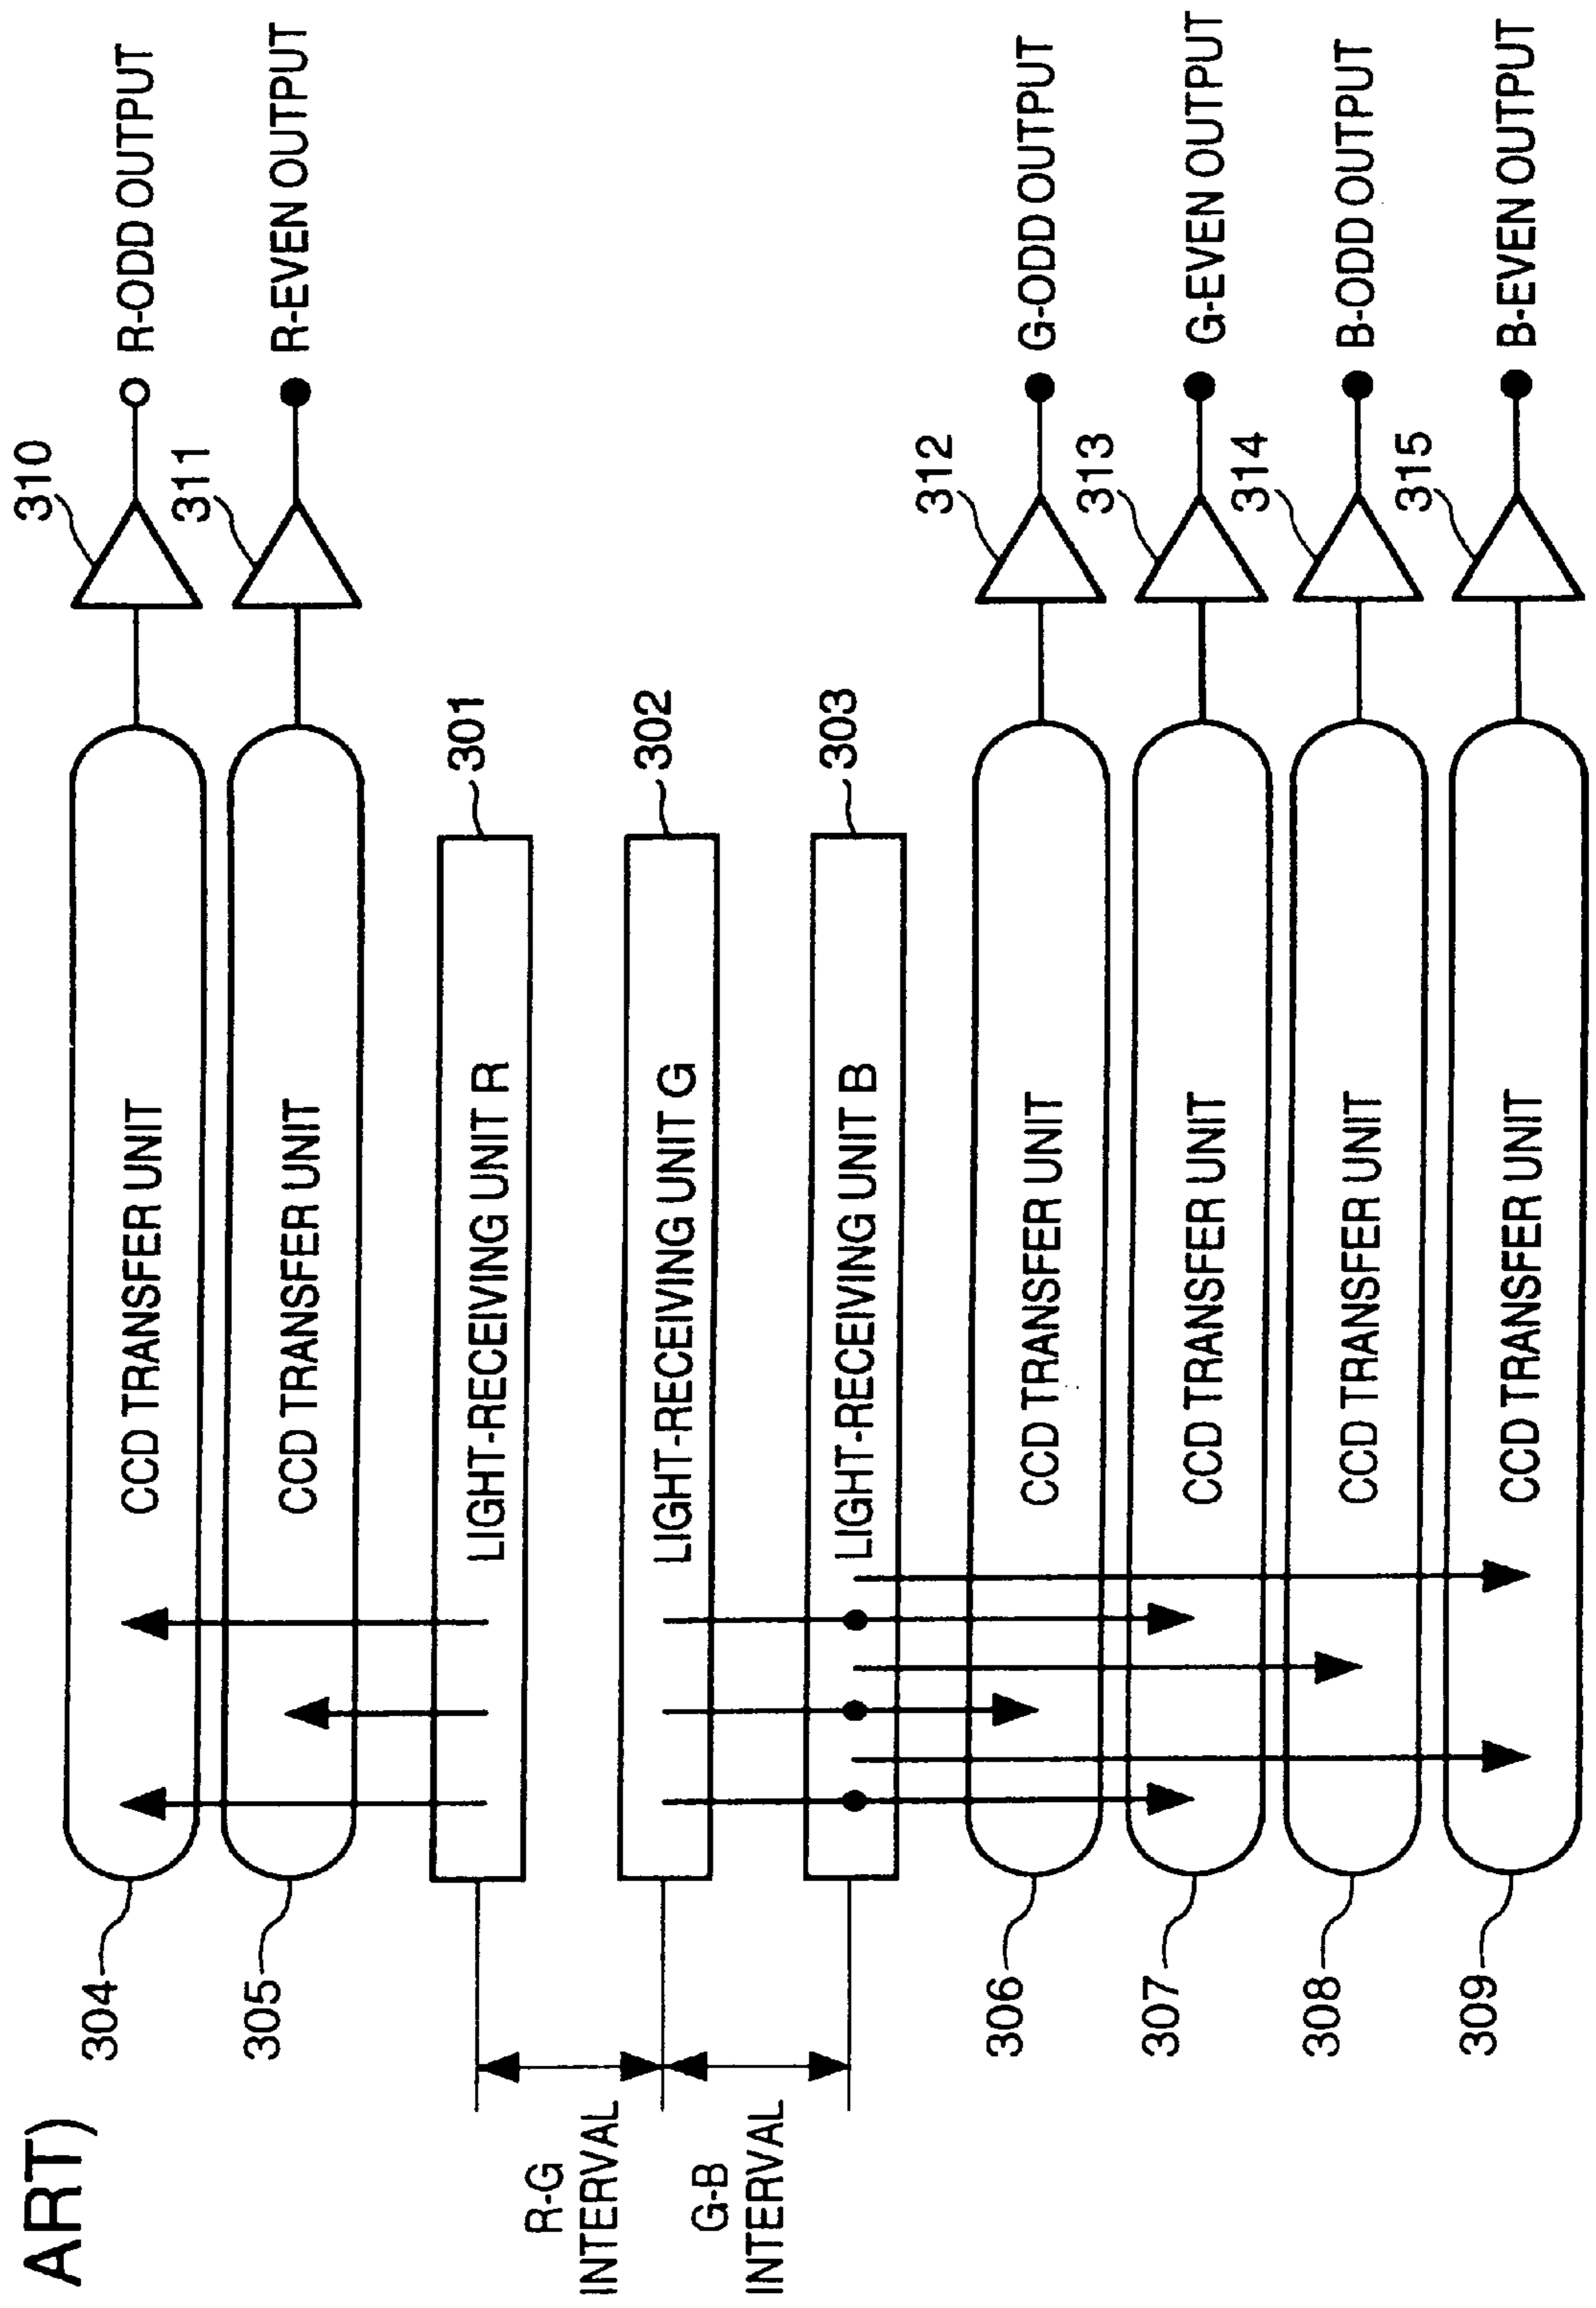 ART)
304
CCD TRANSFER UNIT
310
R-ODD OUTPUT
305
CCD TRANSFER UNIT
311
R-EVEN OUTPUT
R-G
INTERVAL
LIGHT-RECEIVING UNIT R
301
G-B
INTERVAL
LIGHT-RECEIVING UNIT G
302
LIGHT-RECEIVING UNIT B
303
306
CCD TRANSFER UNIT
312
G-ODD OUTPUT
307
CCD TRANSFER UNIT
313
G-EVEN OUTPUT
308
CCD TRANSFER UNIT
314
B-ODD OUTPUT
309
CCD TRANSFER UNIT
315
B-EVEN OUTPUT